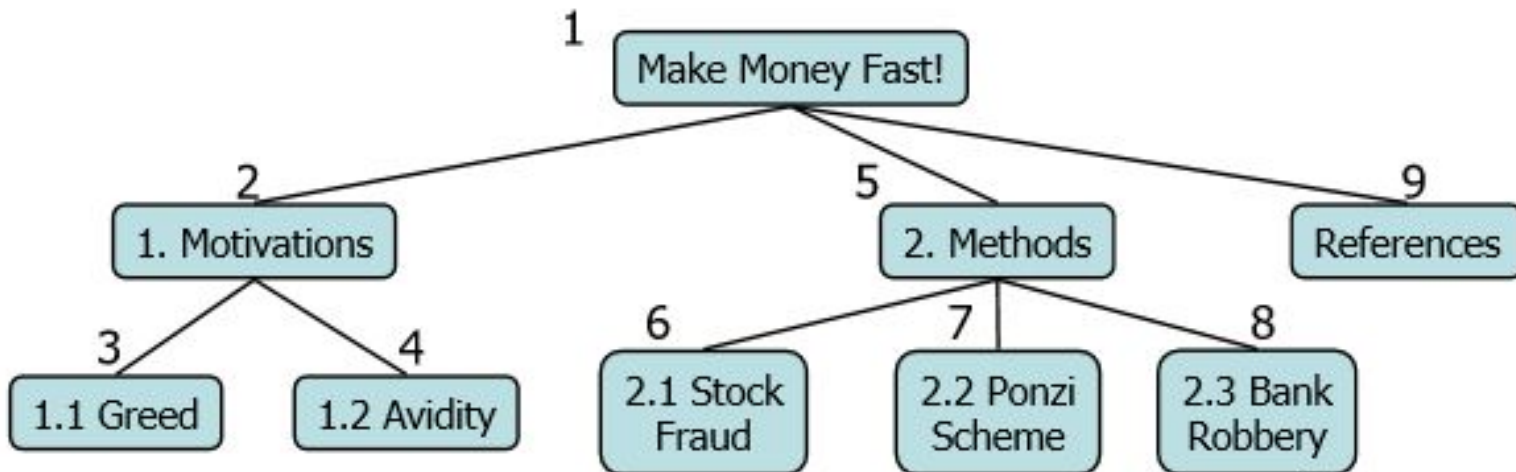 1
Make Money Fast!
2
5
9
1. Motivations
2. Methods
References
3
4
6
7
8
1.1 Greed
1.2 Avidity
2.1 Stock
Fraud
2.2 Ponzi
Scheme
2.3 Bank
Robbery